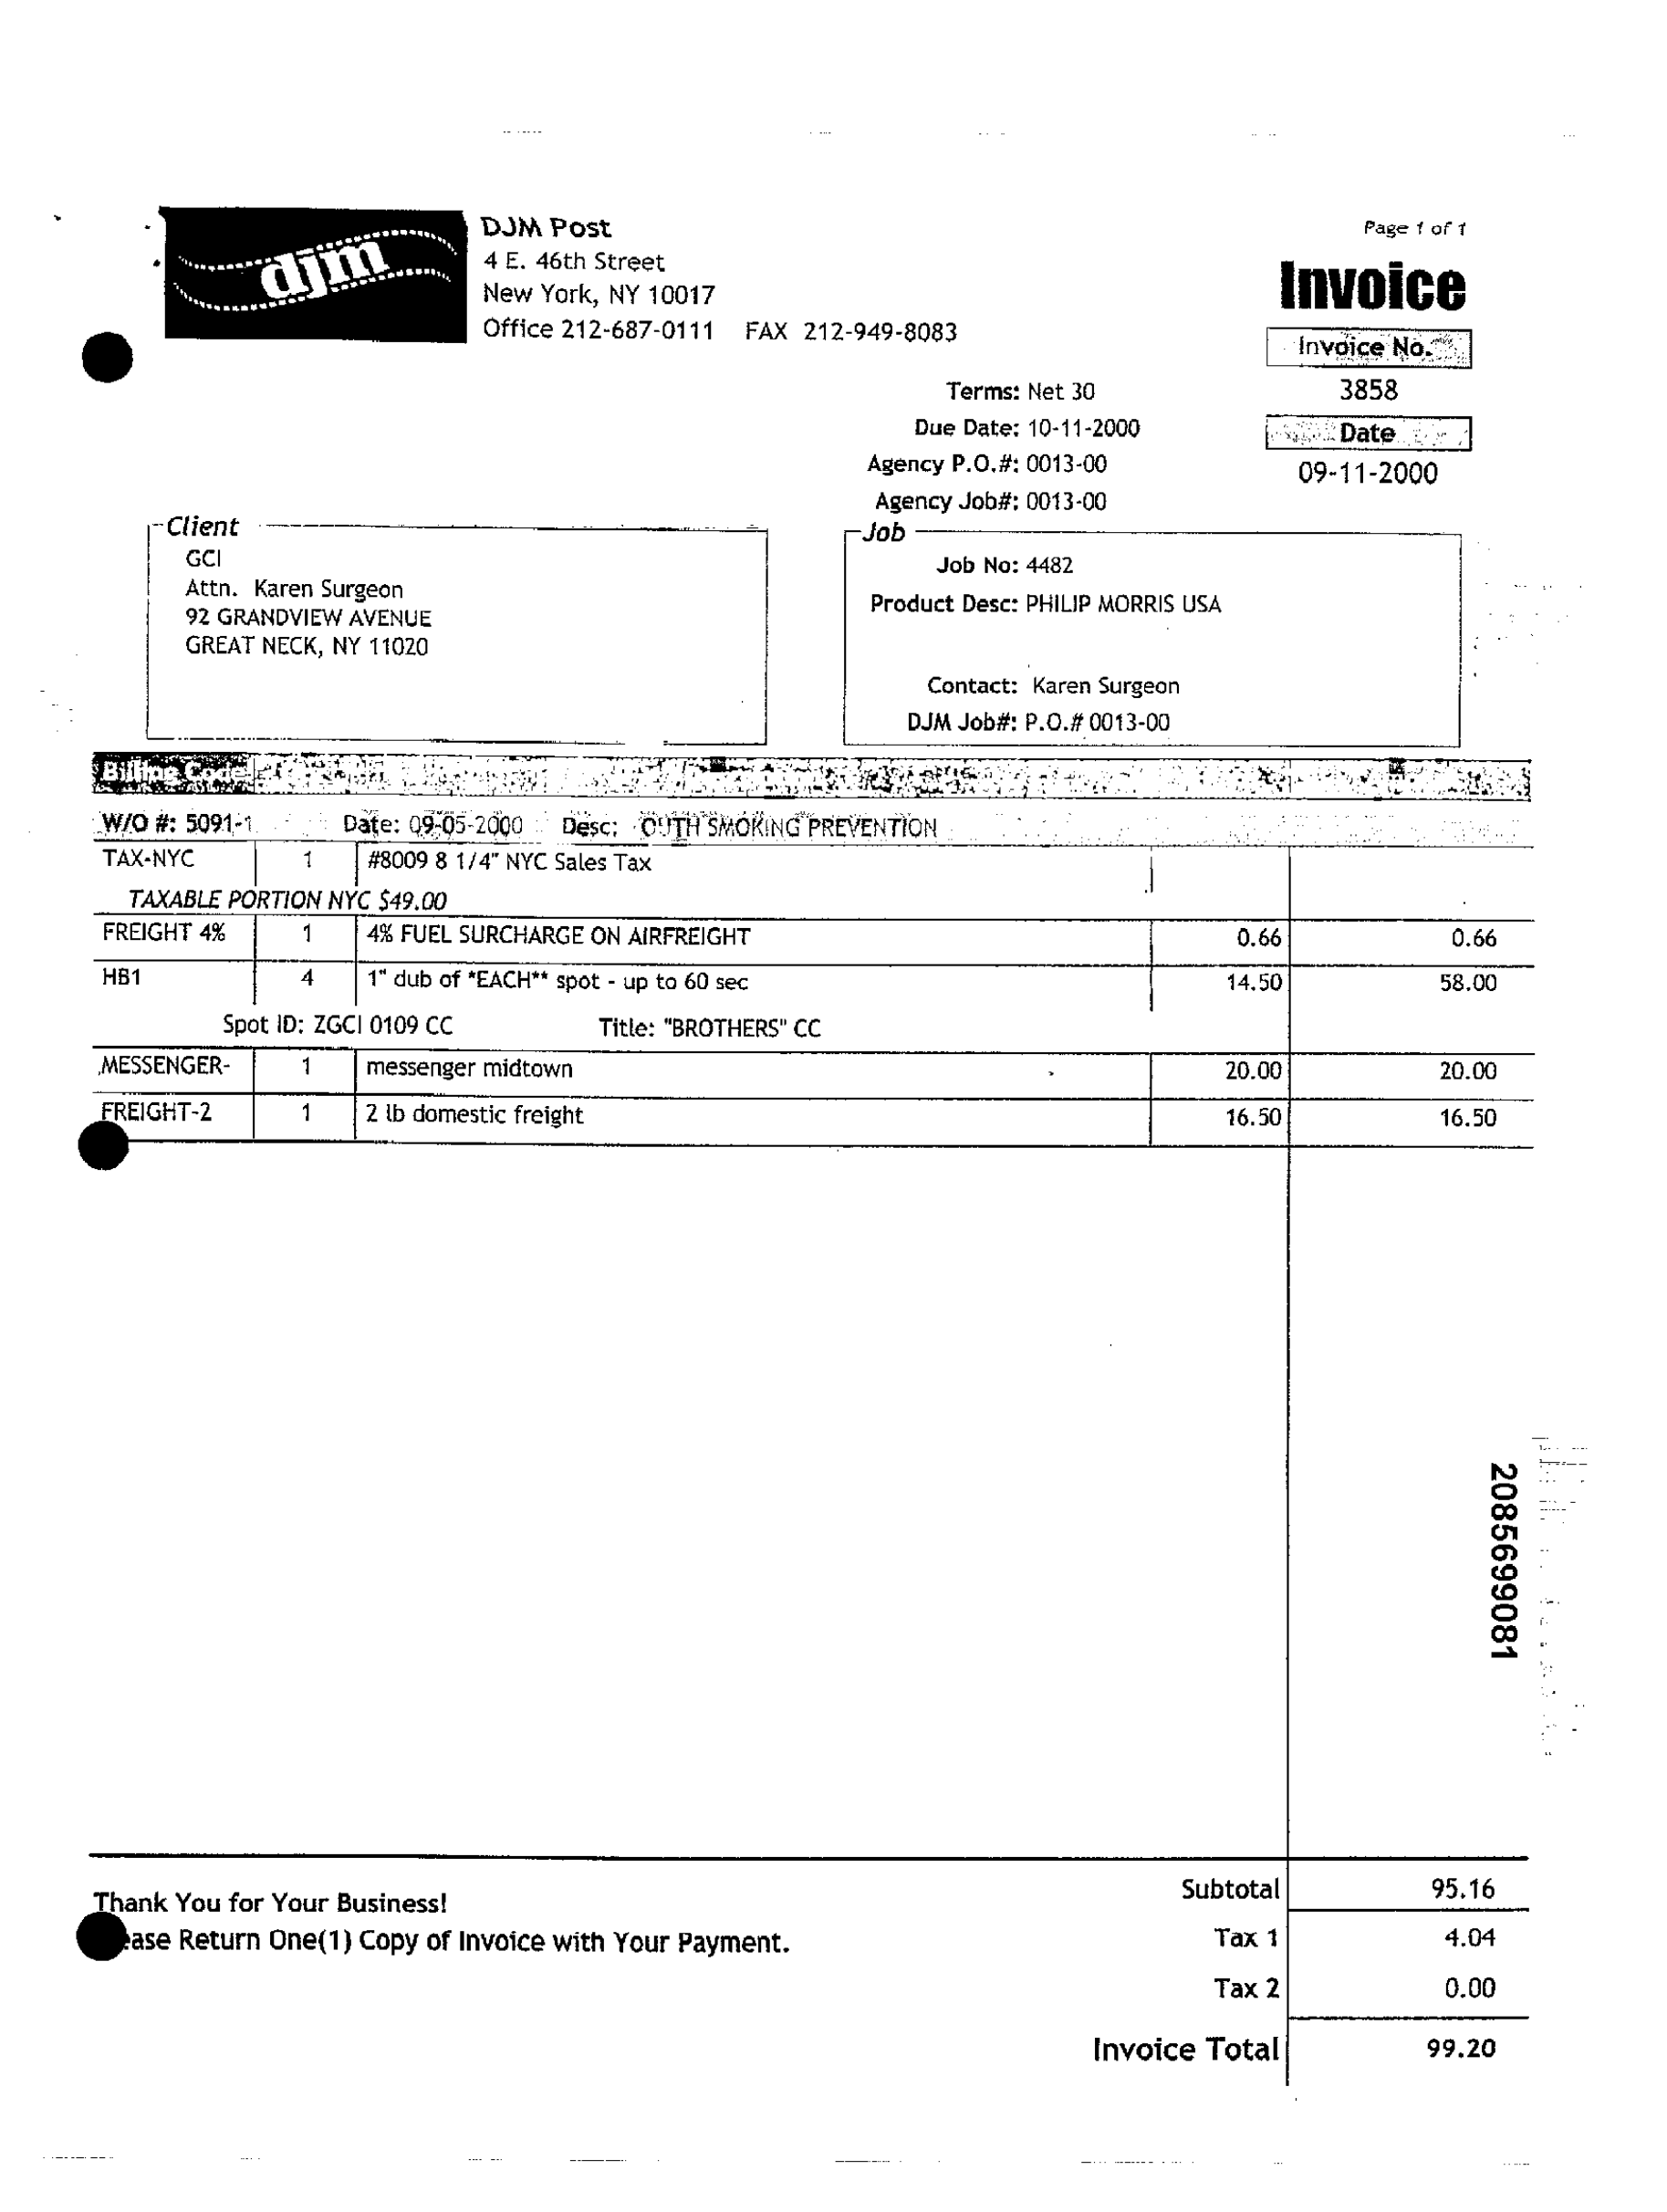 djm
DJM Post
4 E. 46th Street
New York, NY 10017
Office 212-687-0111 FAX 212-949-8083
Page 1 of 1
Invoice
Invoice No.
3858
Date
09-11-2000
Terms: Net 30
Due Date: 10-11-2000
Agency P.O.#: 0013-00
Agency Job#: 0013-00
Client
GCI
Attn. Karen Surgeon
92 GRANDVIEW AVENUE
GREAT NECK, NY 11020
Job
Job No: 4482
Product Desc: PHILIP MORRIS USA
Contact: Karen Surgeon
DJM Job#: P.O.# 0013-00
Billing Code
W/O #: 5091-1 Date: 09-05-2000 Desc: OUTH SMOKING PREVENTION
TAX-NYC 1 #8009 8 1/4" NYC Sales Tax
TAXABLE PORTION NYC $49.00
FREIGHT 4% 1 4% FUEL SURCHARGE ON AIRFREIGHT 0.66 0.66
HB1 4 1" dub of *EACH** spot - up to 60 sec 14.50 58.00
Spot ID: ZGCI 0109 CC Title: "BROTHERS" CC
MESSENGER- 1 messenger midtown 20.00 20.00
FREIGHT-2 1 2 lb domestic freight 16.50 16.50
2085699081
Subtotal 95.16
Thank You for Your Business!
ease Return One(1) Copy of Invoice with Your Payment.
Tax 1 4.04
Tax 2 0.00
Invoice Total 99.20